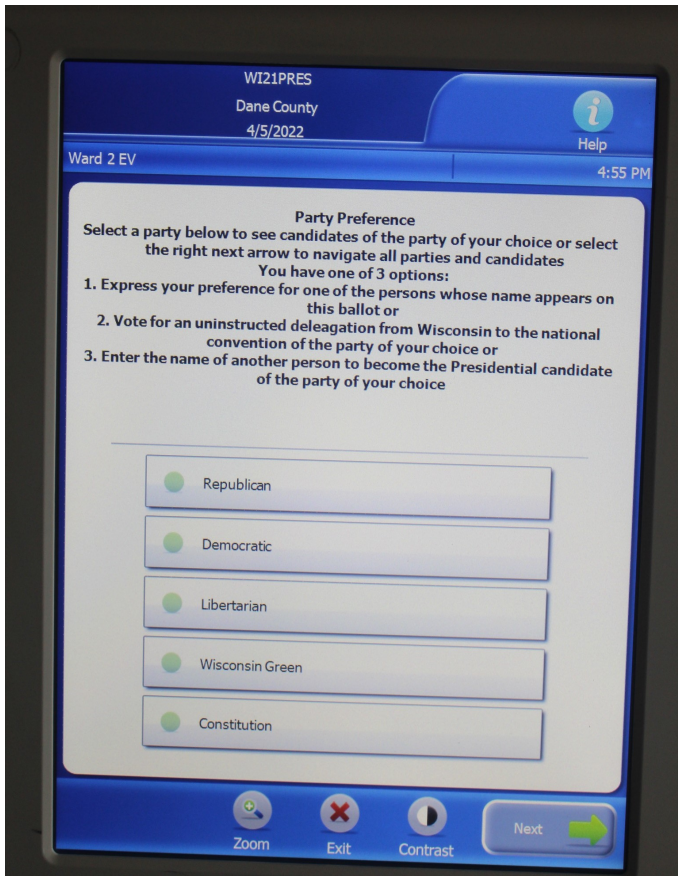 WI21PRES
Dane County
4/5/2022
Help
Ward 2 EV
4:55 PM
Party Preference
Select a party below to see candidates of the party of your choice or select
the right next arrow to navigate all parties and candidates
You have one of 3 options:
1. Express your preference for one of the persons whose name appears on
this ballot or
2. Vote for an uninstructed deleagation from Wisconsin to the national
convention of the party of your choice or
3. Enter the name of another person to become the Presidential candidate
of the party of your choice
Republican
Democratic
Libertarian
Wisconsin Green
Constitution
Zoom
Exit
Contrast
Next